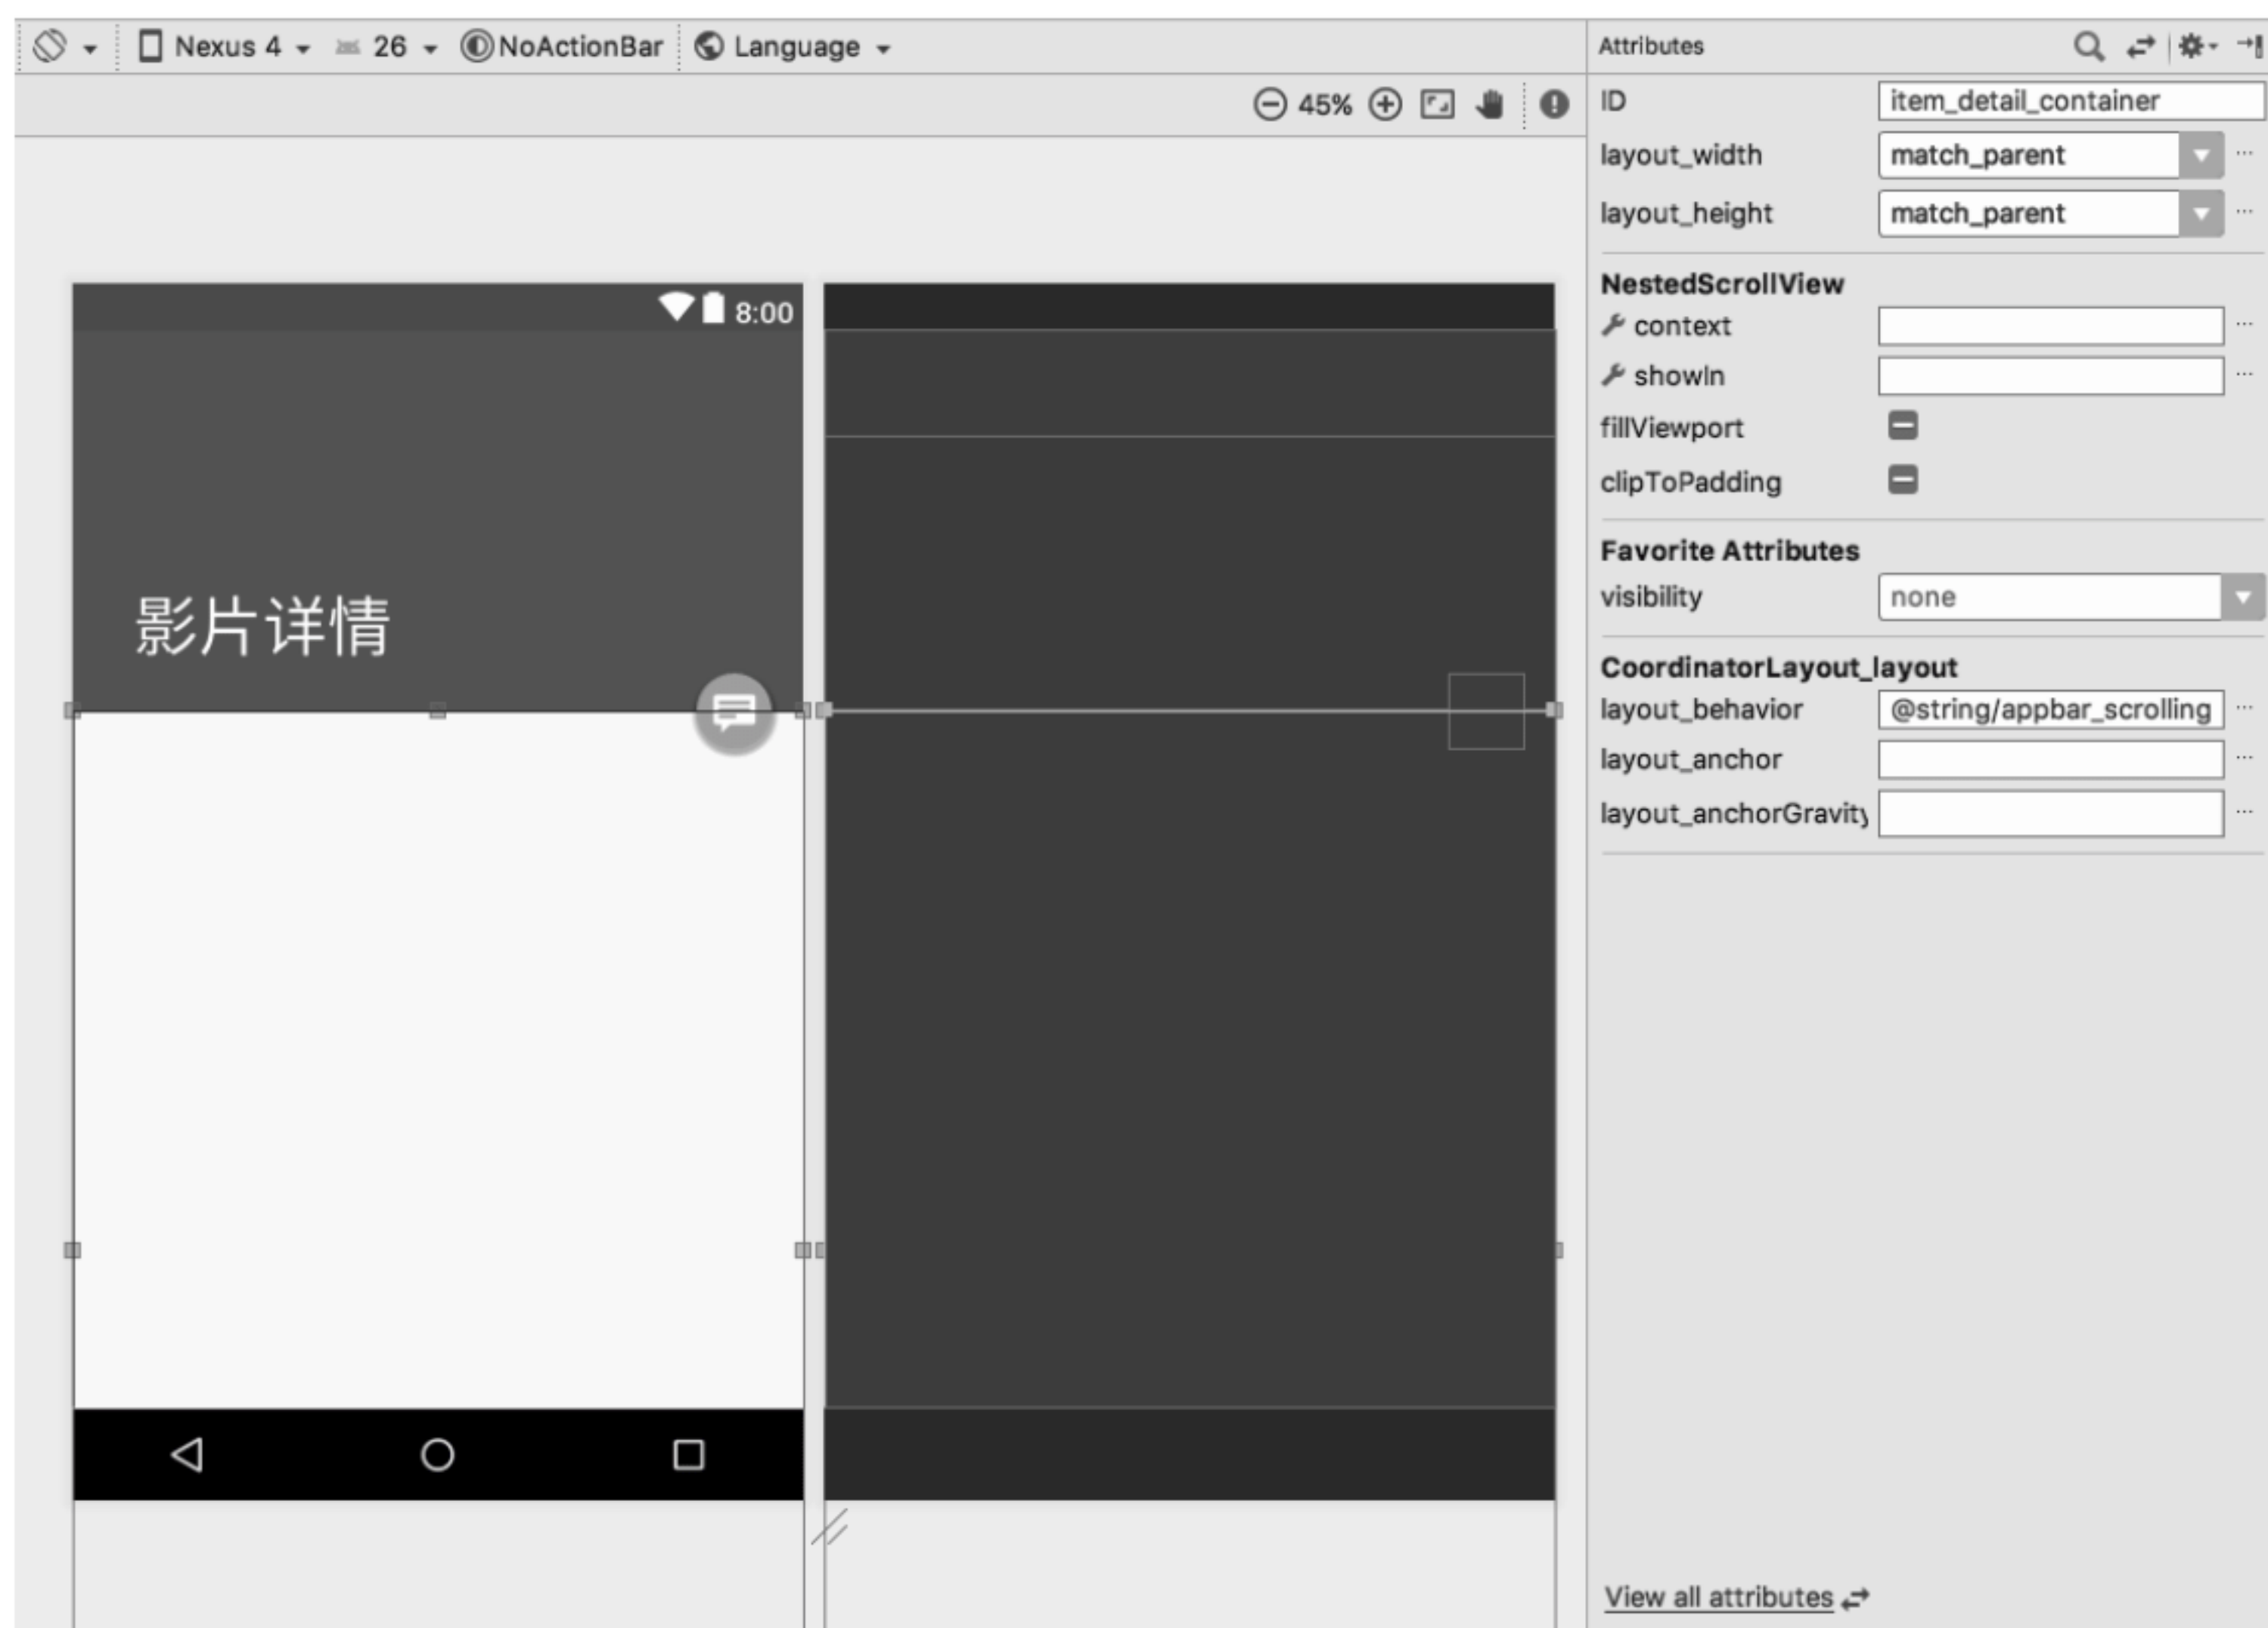 Nexus 4 26 NoActionBar Language
45%
8:00
影片详情
Attributes
ID item_detail_container
layout_width match_parent
layout_height match_parent
NestedScrollView
context
showIn
fillViewport
clipToPadding
Favorite Attributes
visibility none
CoordinatorLayout_layout
layout_behavior @string/appbar_scrolling
layout_anchor
layout_anchorGravity
View all attributes